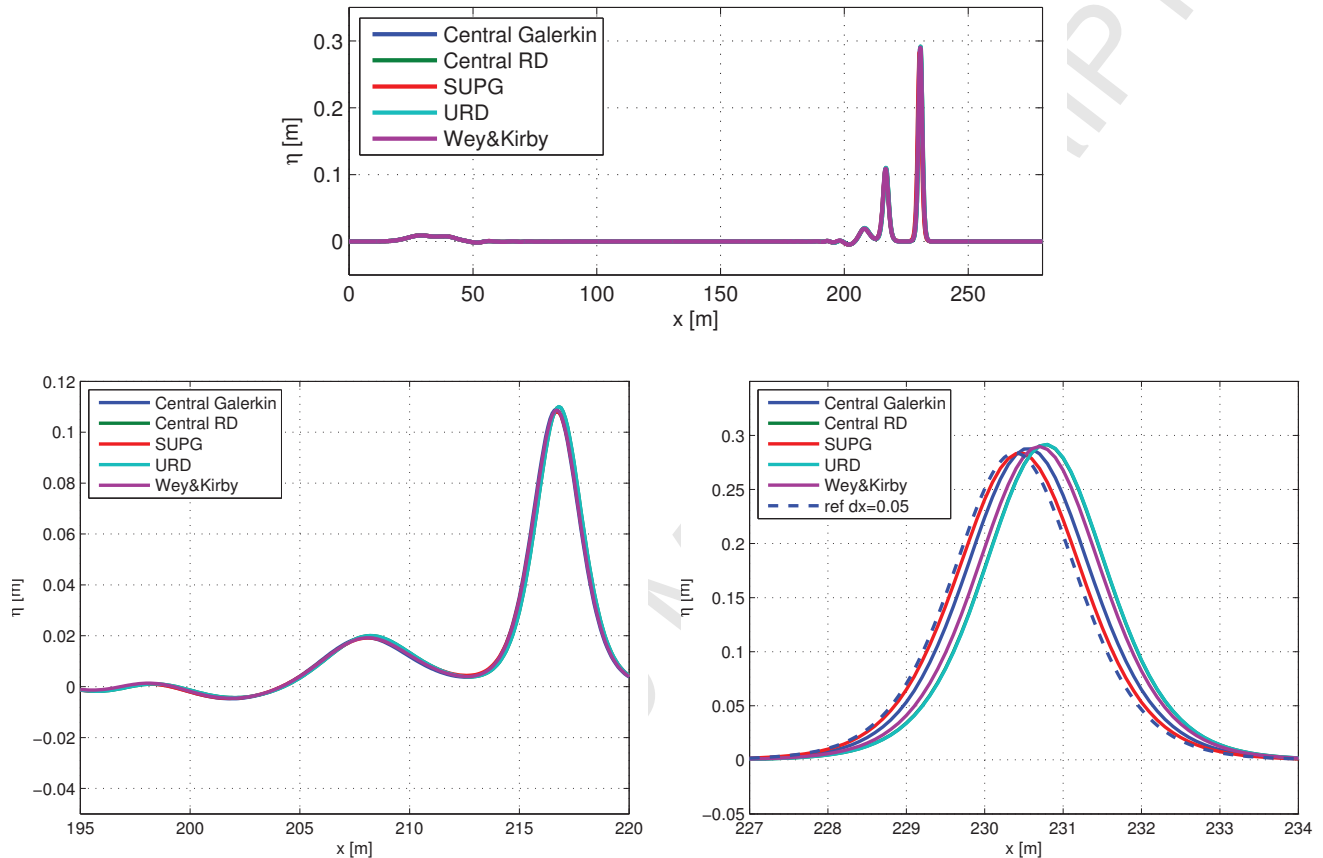 0.3
0.2
0.1
0
η [m]
Central Galerkin
Central RD
SUPG
URD
Wey&Kirby
0 50 100 150 200 250
x [m]
0.12
0.1
0.08
0.06
0.04
0.02
0
−0.02
−0.04
η [m]
Central Galerkin
Central RD
SUPG
URD
Wey&Kirby
195 200 205 210 215 220
x [m]
0.3
0.25
0.2
0.15
0.1
0.05
0
−0.05
η [m]
Central Galerkin
Central RD
SUPG
URD
Wey&Kirby
ref dx=0.05
227 228 229 230 231 232 233 234
x [m]